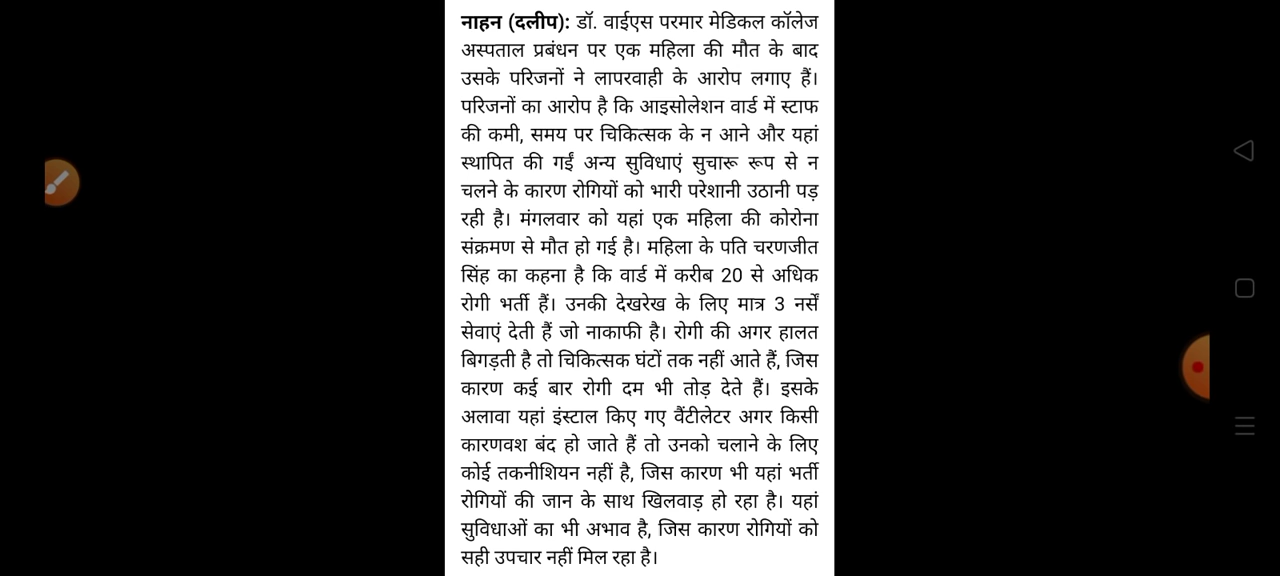 नाहन (दलीप): डॉ. वाईएस परमार मेडिकल कॉलेज
अस्पताल प्रबंधन पर एक महिला की मौत के बाद
उसके परिजनों ने लापरवाही के आरोप लगाए हैं।
परिजनों का आरोप है कि आइसोलेशन वार्ड में स्टाफ
की कमी, समय पर चिकित्सक के न आने और यहां
स्थापित की गईं अन्य सुविधाएं सुचारू रूप से न
चलने के कारण रोगियों को भारी परेशानी उठानी पड़
रही है। मंगलवार को यहां एक महिला की कोरोना
संक्रमण से मौत हो गई है। महिला के पति चरणजीत
सिंह का कहना है कि वार्ड में करीब 20 से अधिक
रोगी भर्ती हैं। उनकी देखरेख के लिए मात्र 3 नर्सें
सेवाएं देती हैं जो नाकाफी है। रोगी की अगर हालत
बिगड़ती है तो चिकित्सक घंटों तक नहीं आते हैं, जिस
कारण कई बार रोगी दम भी तोड़ देते हैं। इसके
अलावा यहां इंस्टाल किए गए वैंटीलेटर अगर किसी
कारणवश बंद हो जाते हैं तो उनको चलाने के लिए
कोई तकनीशियन नहीं है, जिस कारण भी यहां भर्ती
रोगियों की जान के साथ खिलवाड़ हो रहा है। यहां
सुविधाओं का भी अभाव है, जिस कारण रोगियों को
सही उपचार नहीं मिल रहा है।